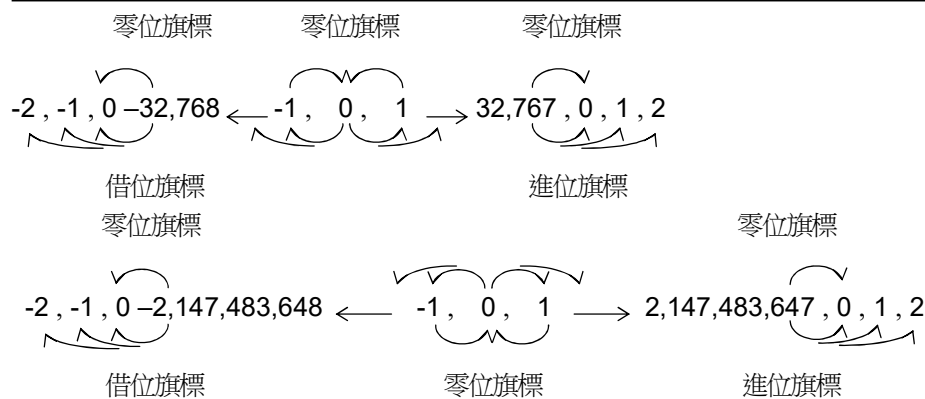 零位旗標 零位旗標 零位旗標
-2 , -1 , 0 –32,768 ← -1 , 0 , 1 → 32,767 , 0 , 1 , 2
借位旗標 進位旗標
零位旗標 零位旗標
-2 , -1 , 0 –2,147,483,648 ← -1 , 0 , 1 → 2,147,483,647 , 0 , 1 , 2
借位旗標 零位旗標 進位旗標